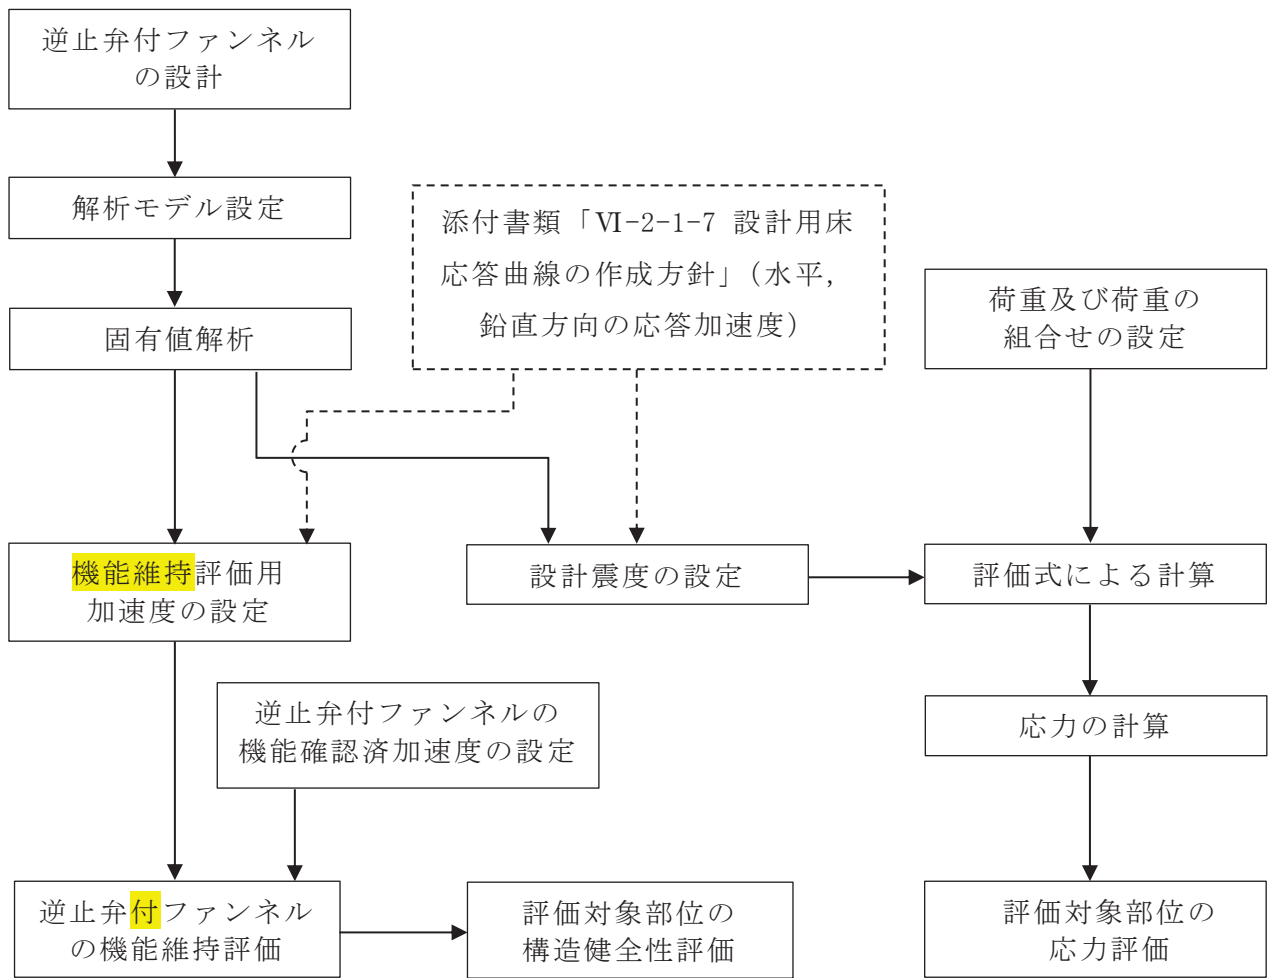 逆止弁付ファンネル
の設計
解析モデル設定
添付書類「Ⅵ-2-1-7 設計用床
応答曲線の作成方針」（水平，
鉛直方向の応答加速度）
固有値解析
荷重及び荷重の
組合せの設定
機能維持評価用
加速度の設定
設計震度の設定
評価式による計算
逆止弁付ファンネルの
機能確認済加速度の設定
応力の計算
逆止弁付ファンネル
の機能維持評価
評価対象部位の
構造健全性評価
評価対象部位の
応力評価